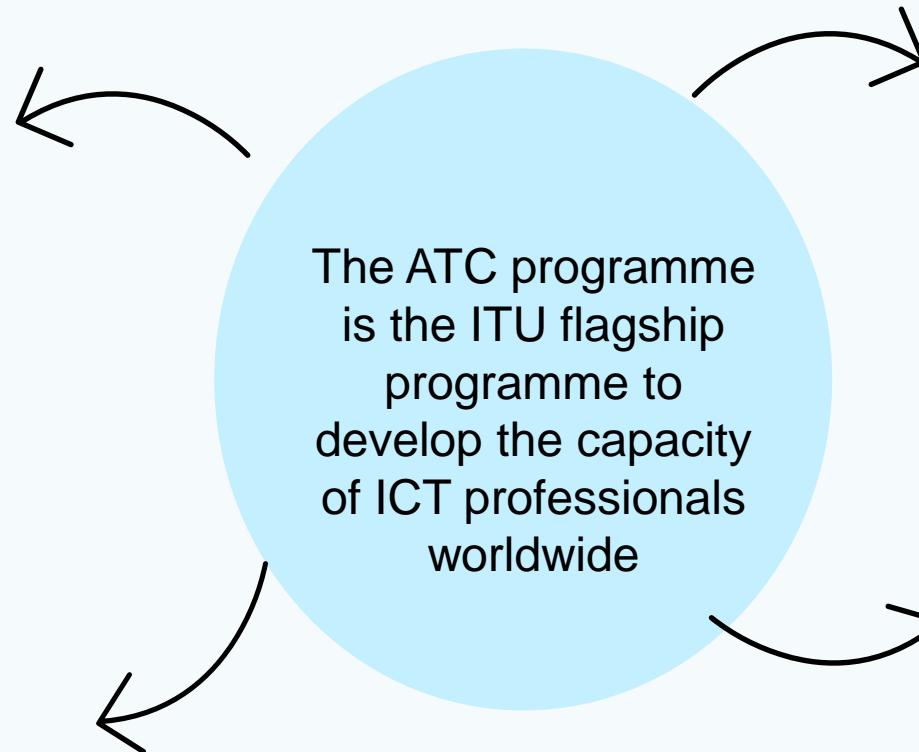 The ATC programme
is the ITU flagship
programme to
develop the capacity
of ICT professionals
worldwide